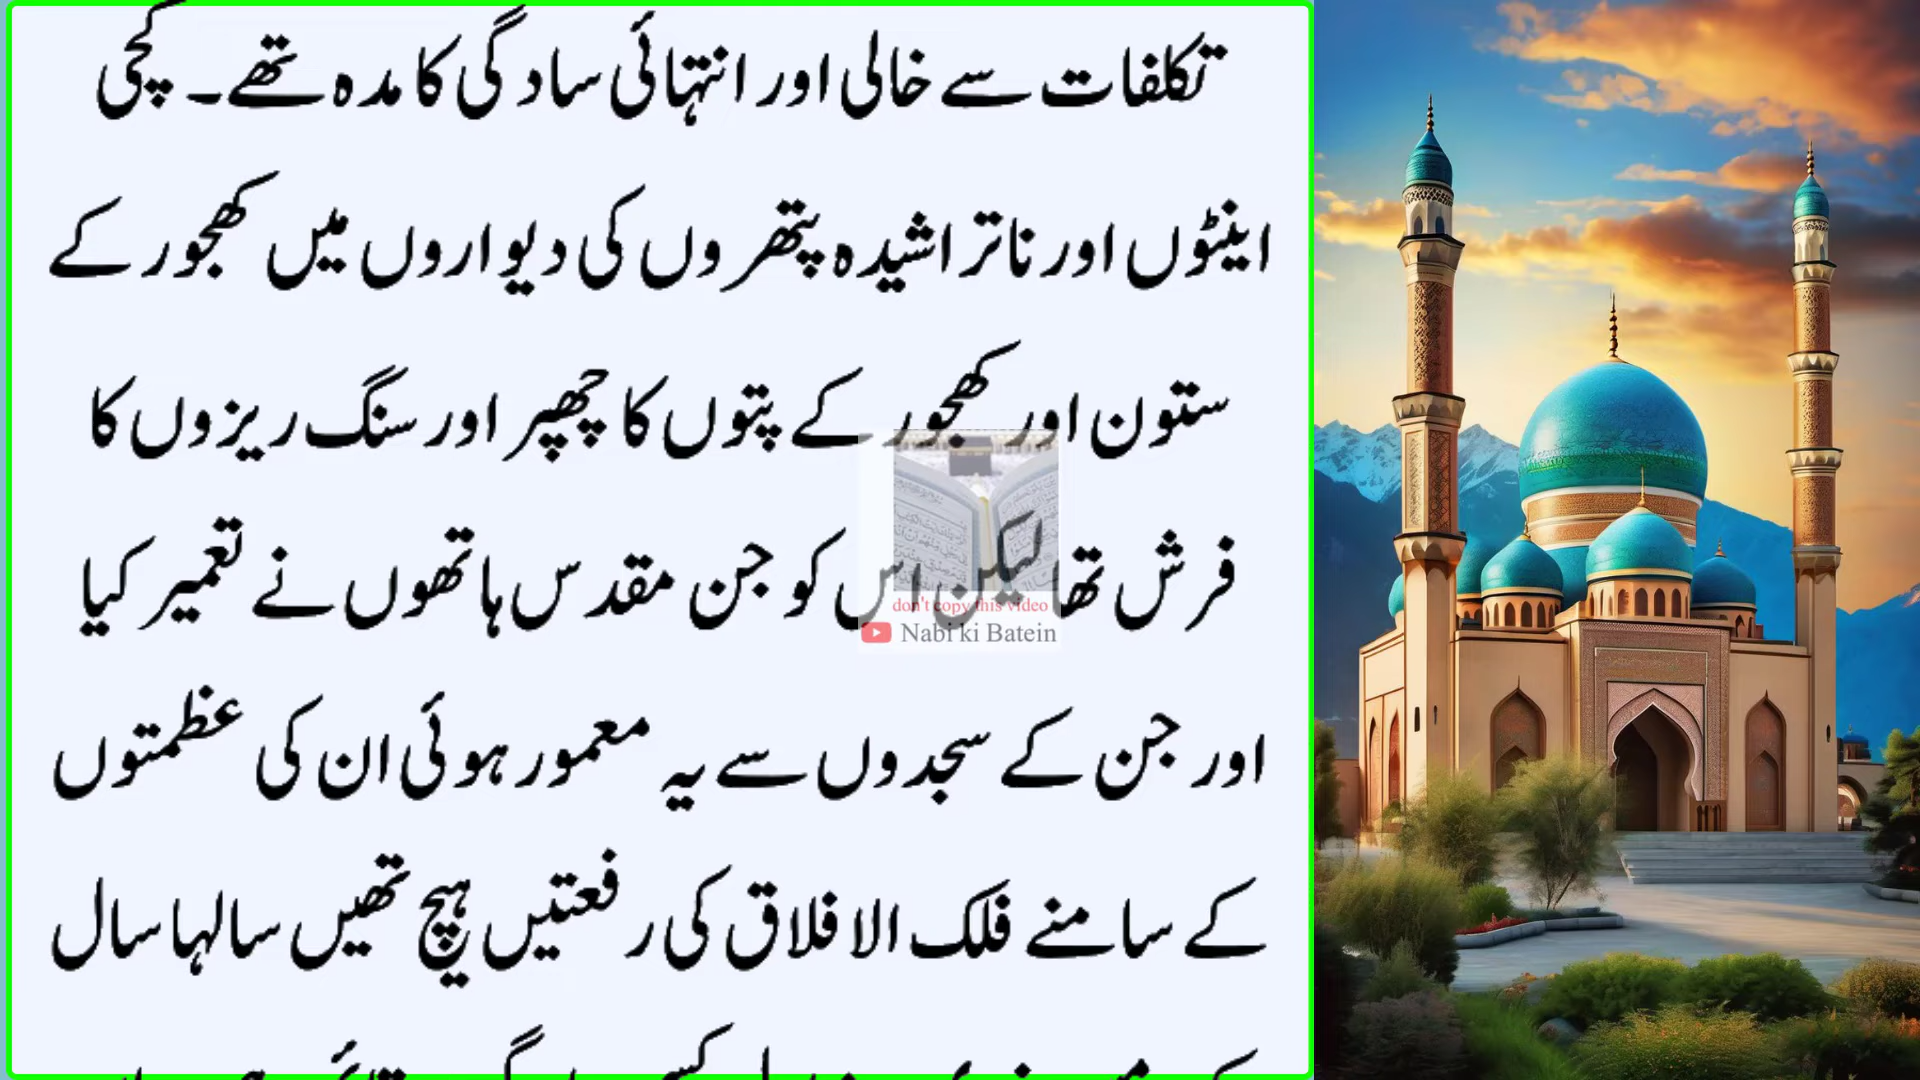 تکلفات سے خالی اور انتہائی سادگی کا مدہ تھے۔ کچی
اینٹوں اور ناتراشیدہ پتھروں کی دیواروں میں کھجور کے
ستون اور کھجور کے پتوں کا چھپر اور سنگ ریزوں کا
فرش تھا لیکن اس کو جن مقدس ہاتھوں نے تعمیر کیا
don't copy this video
Nabi ki Batein
اور جن کے سجدوں سے یہ معمور ہوئی ان کی عظمتوں
کے سامنے فلک الافلاق کی رفعتیں ہیچ تھیں سالہا سال